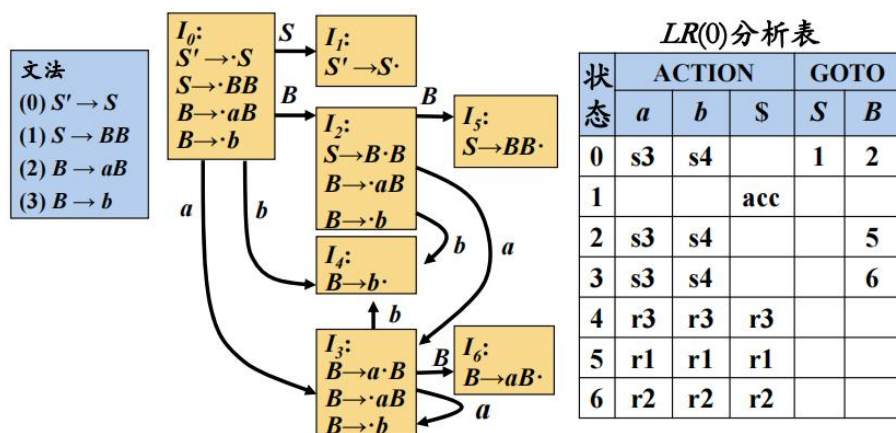 文法
(0) S' → S
(1) S → BB
(2) B → aB
(3) B → b
I₀:
S' → ·S
S → ·BB
B → ·aB
B → ·b
S
B
a
b
I₁:
S' → S·
I₂:
S → B·B
B → ·aB
B → ·b
B
b
a
I₅:
S → BB·
I₄:
B → b·
b
I₃:
B → a·B
B → ·aB
B → ·b
B
a
I₆:
B → aB·
LR(0)分析表
状态 ACTION GOTO
a b $ S B
0 s3 s4 1 2
1 acc
2 s3 s4 5
3 s3 s4 6
4 r3 r3 r3
5 r1 r1 r1
6 r2 r2 r2